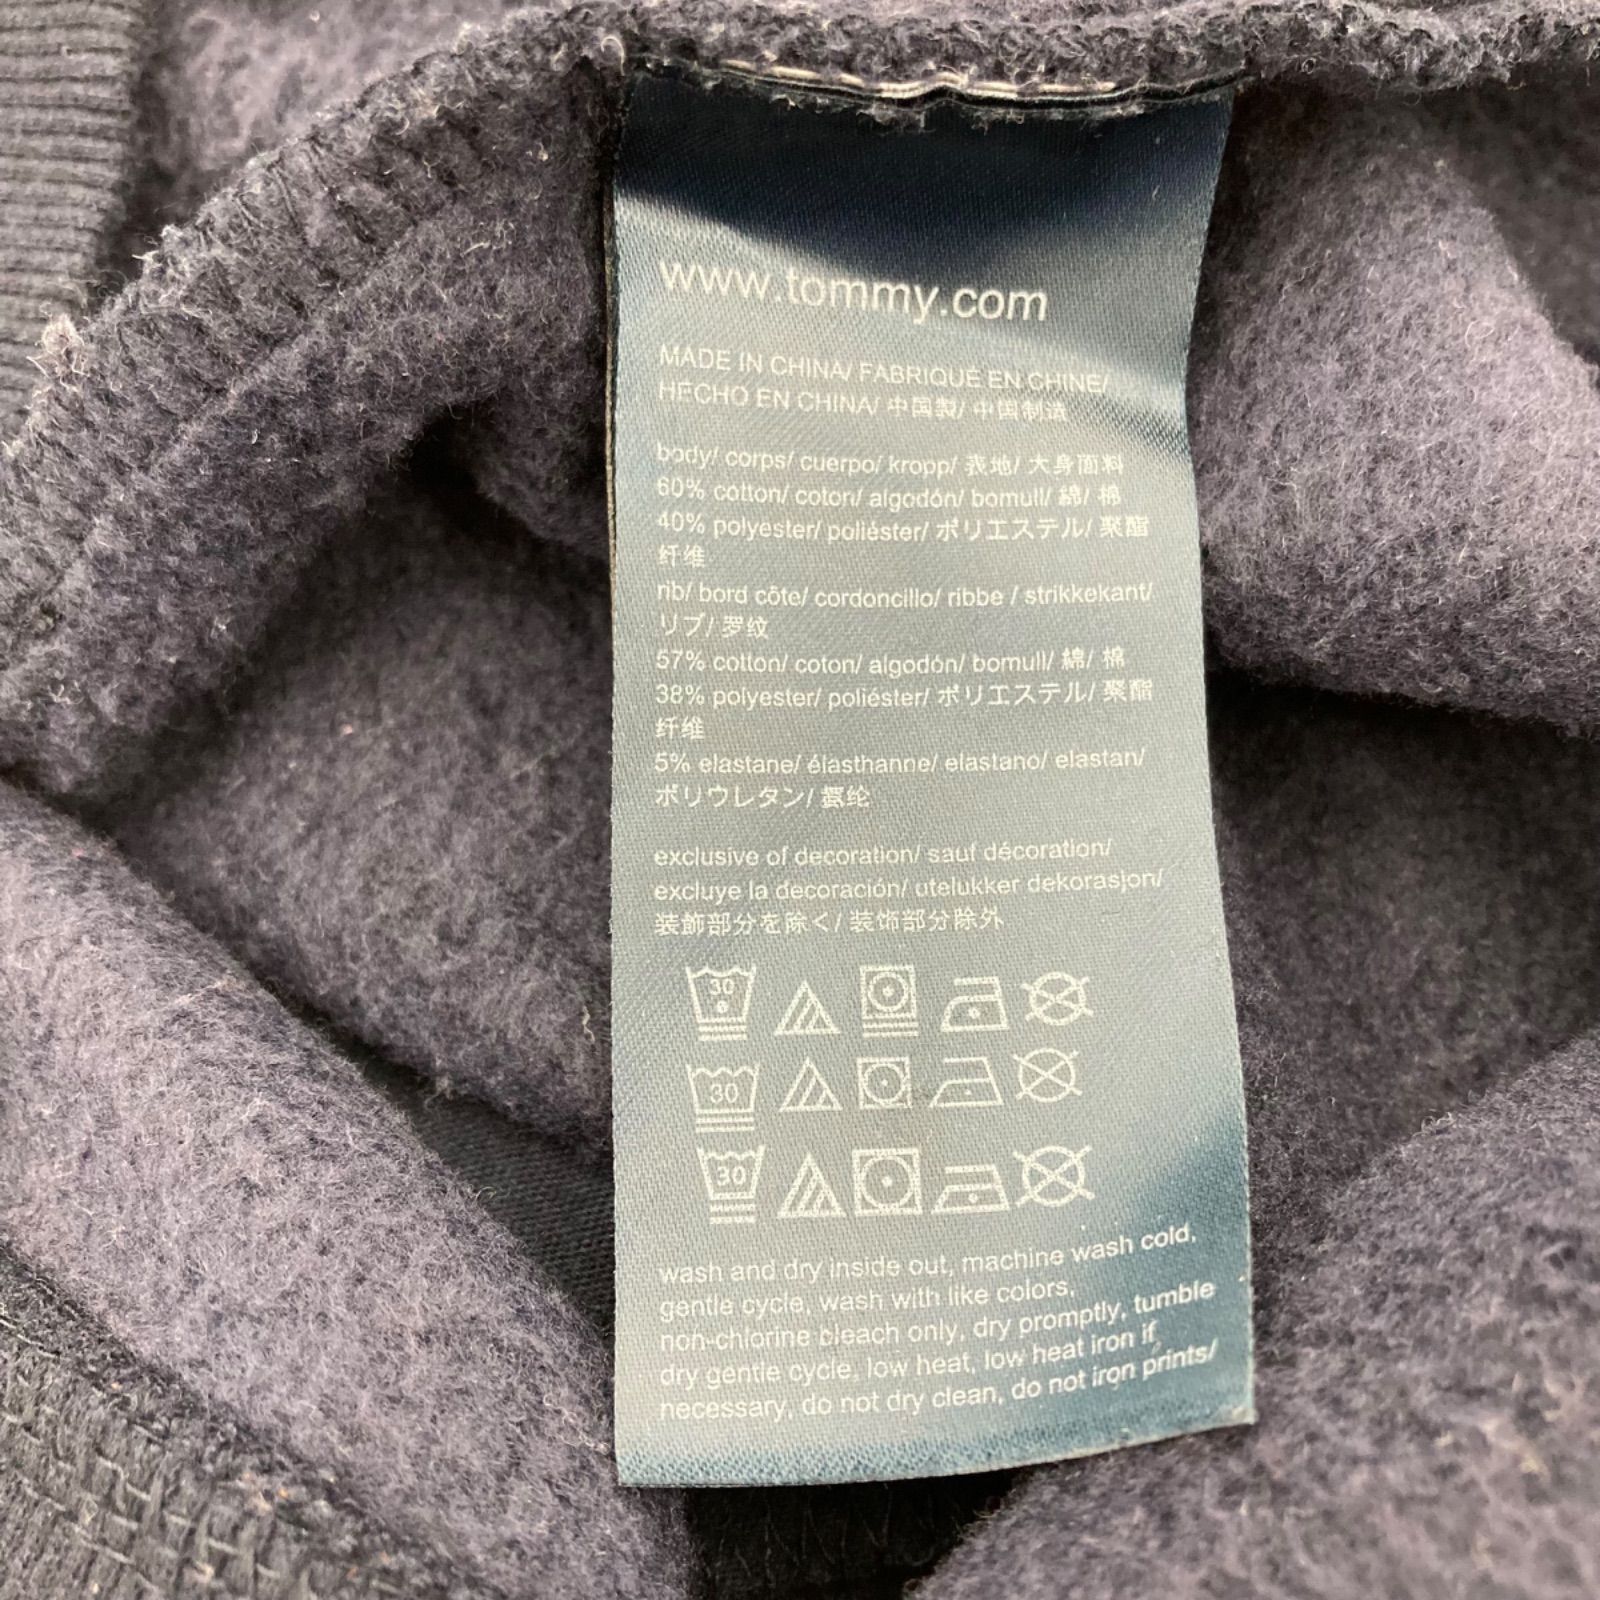 www.tommy.com
MADE IN CHINA/ FABRIQUE EN CHINE/
HECHO EN CHINA/ 中国製/ 中国制造
body/ corps/ cuerpo/ kropp/ 表地/ 大身面料
60% cotton/ coton/ algodón/ bomull/ 綿/ 棉
40% polyester/ poliéster/ ポリエステル/ 聚酯
纤维
rib/ bord côte/ cordoncillo/ ribbe / strikkekant/
リブ/ 罗纹
57% cotton/ coton/ algodón/ bomull/ 綿/ 棉
38% polyester/ poliéster/ ポリエステル/ 聚酯
纤维
5% elastane/ élasthanne/ elastano/ elastan/
ポリウレタン/ 氨纶
exclusive of decoration/ sauf décoration/
excluye la decoración/ utelukker dekorasjon/
装飾部分を除く/ 装饰部分除外
30
30
30
wash and dry inside out, machine wash cold,
gentle cycle, wash with like colors,
non-chlorine bleach only, dry promptly, tumble
dry gentle cycle, low heat, low heat iron if
necessary, do not dry clean, do not iron prints/